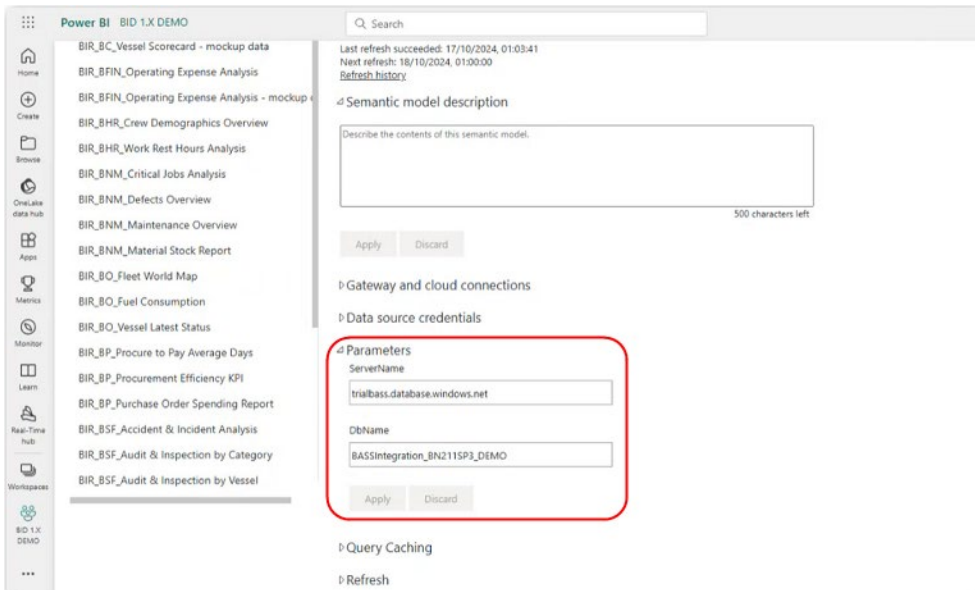 Power BI BID 1.X DEMO
Search
Home
Create
Browse
OneLake
data hub
Apps
Metrics
Monitor
Learn
Real-Time
hub
Workspaces
BID 1.X
DEMO
BIR_BC_Vessel Scorecard - mockup data
BIR_BFIN_Operating Expense Analysis
BIR_BFIN_Operating Expense Analysis - mockup
BIR_BHR_Crew Demographics Overview
BIR_BHR_Work Rest Hours Analysis
BIR_BNM_Critical Jobs Analysis
BIR_BNM_Defects Overview
BIR_BNM_Maintenance Overview
BIR_BNM_Material Stock Report
BIR_BO_Fleet World Map
BIR_BO_Fuel Consumption
BIR_BO_Vessel Latest Status
BIR_BP_Procure to Pay Average Days
BIR_BP_Procurement Efficiency KPI
BIR_BP_Purchase Order Spending Report
BIR_BSF_Accident & Incident Analysis
BIR_BSF_Audit & Inspection by Category
BIR_BSF_Audit & Inspection by Vessel
Last refresh succeeded: 17/10/2024, 01:03:41
Next refresh: 18/10/2024, 01:00:00
Refresh history
Semantic model description
Describe the contents of this semantic model.
500 characters left
Apply Discard
Gateway and cloud connections
Data source credentials
Parameters
ServerName
trialbass.database.windows.net
DbName
BASSIntegration_BN211SP3_DEMO
Apply Discard
Query Caching
Refresh